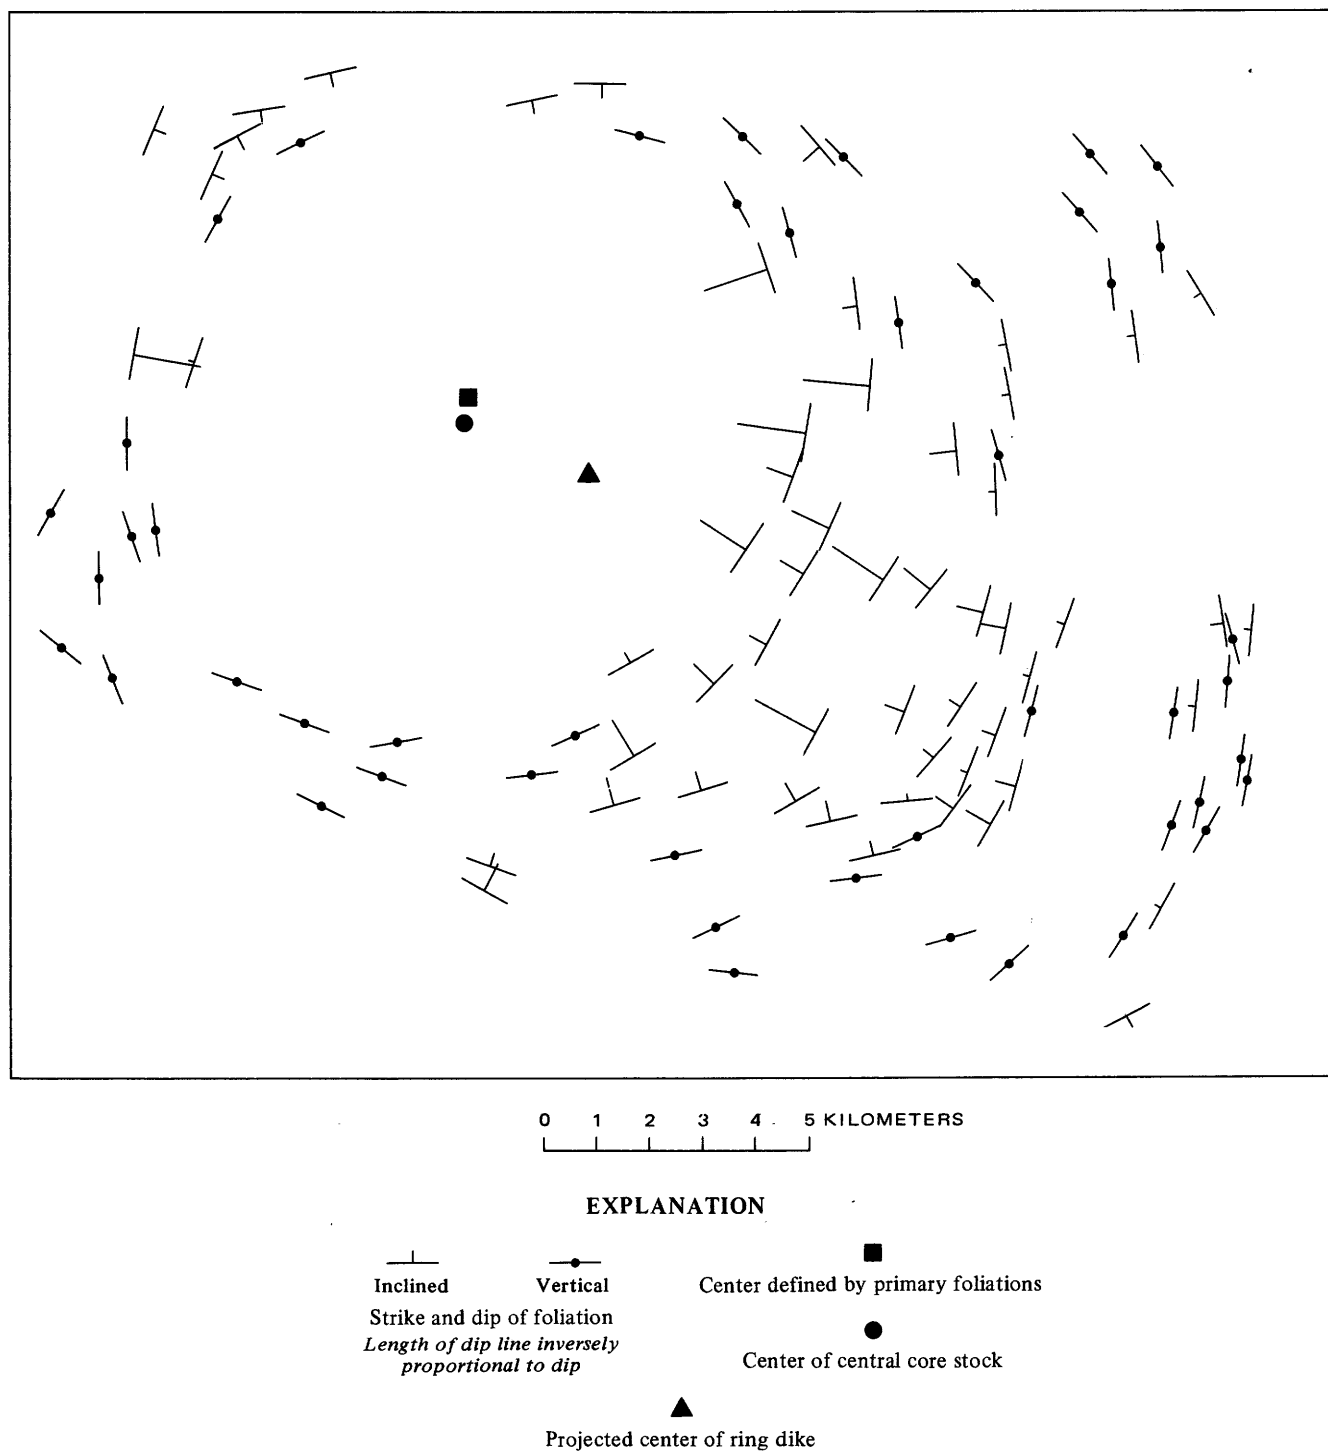 0 1 2 3 4 5 KILOMETERS
EXPLANATION
Inclined
Vertical
Strike and dip of foliation
Length of dip line inversely
proportional to dip
Center defined by primary foliations
Center of central core stock
Projected center of ring dike